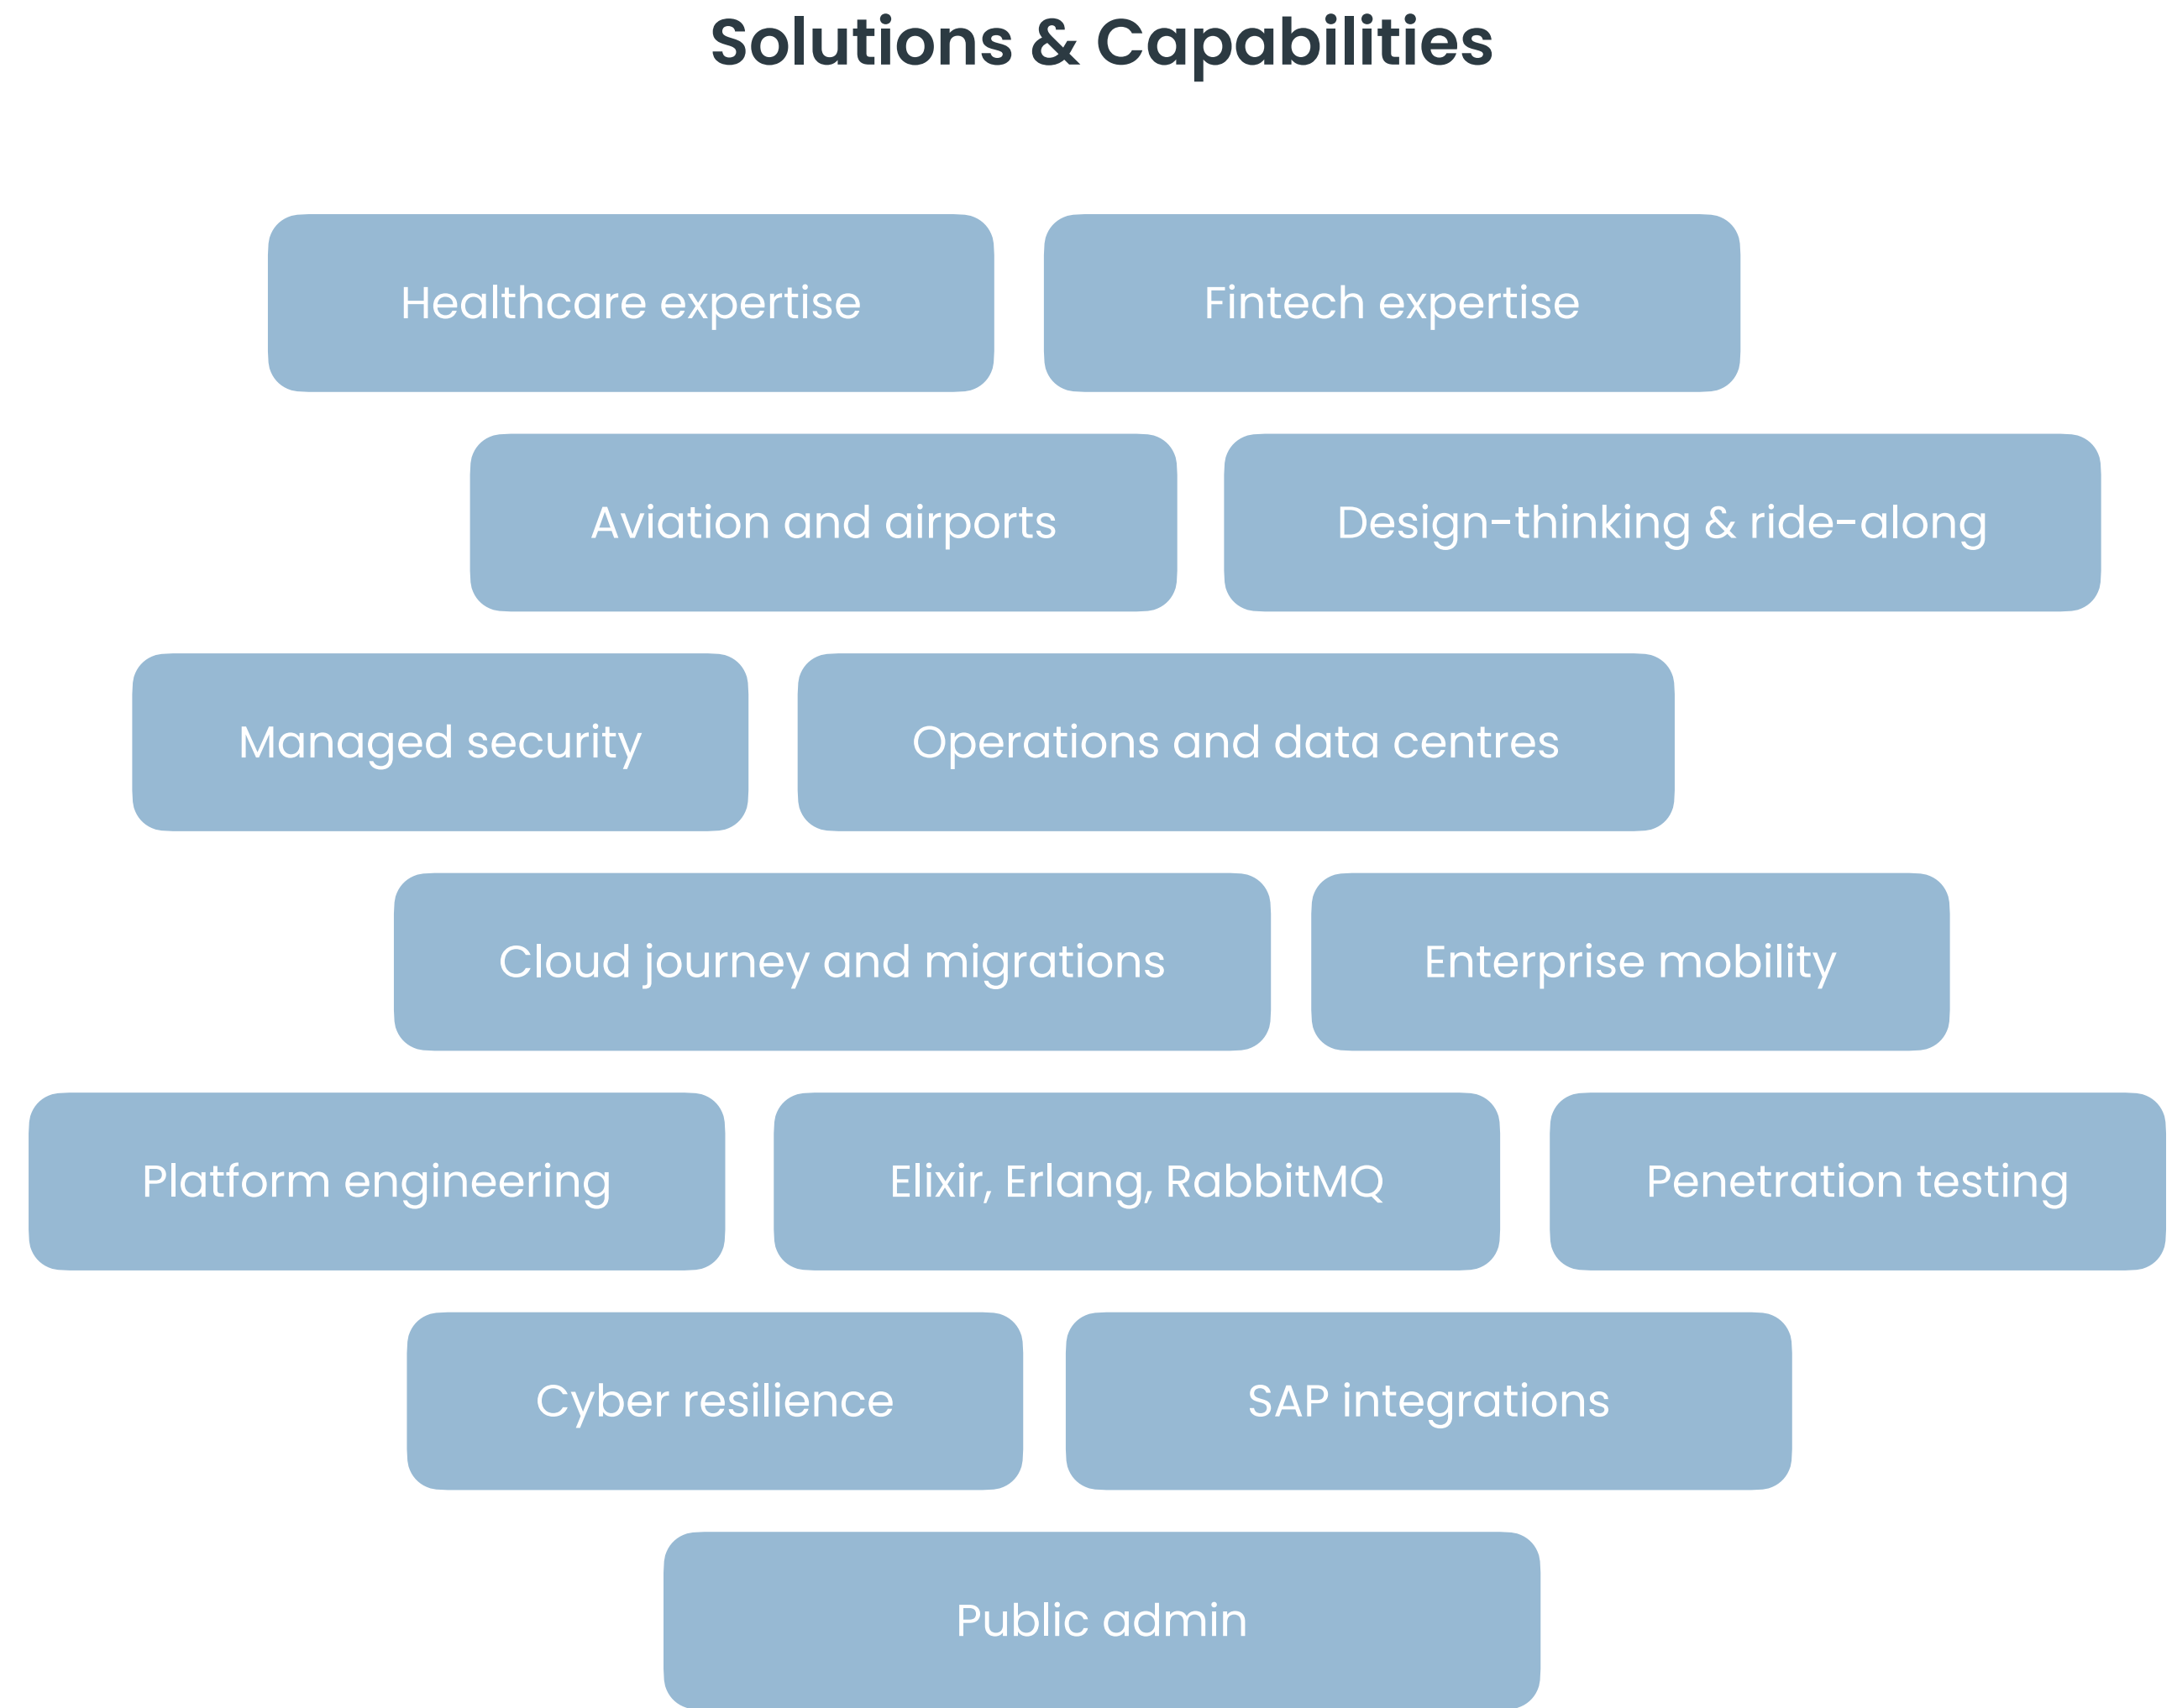 Solutions & Capabilities
Healthcare expertise
Fintech expertise
Aviation and airports
Design-thinking & ride-along
Managed security
Operations and data centres
Cloud journey and migrations
Enterprise mobility
Platform engineering
Elixir, Erlang, RabbitMQ
Penetration testing
Cyber resilience
SAP integrations
Public admin